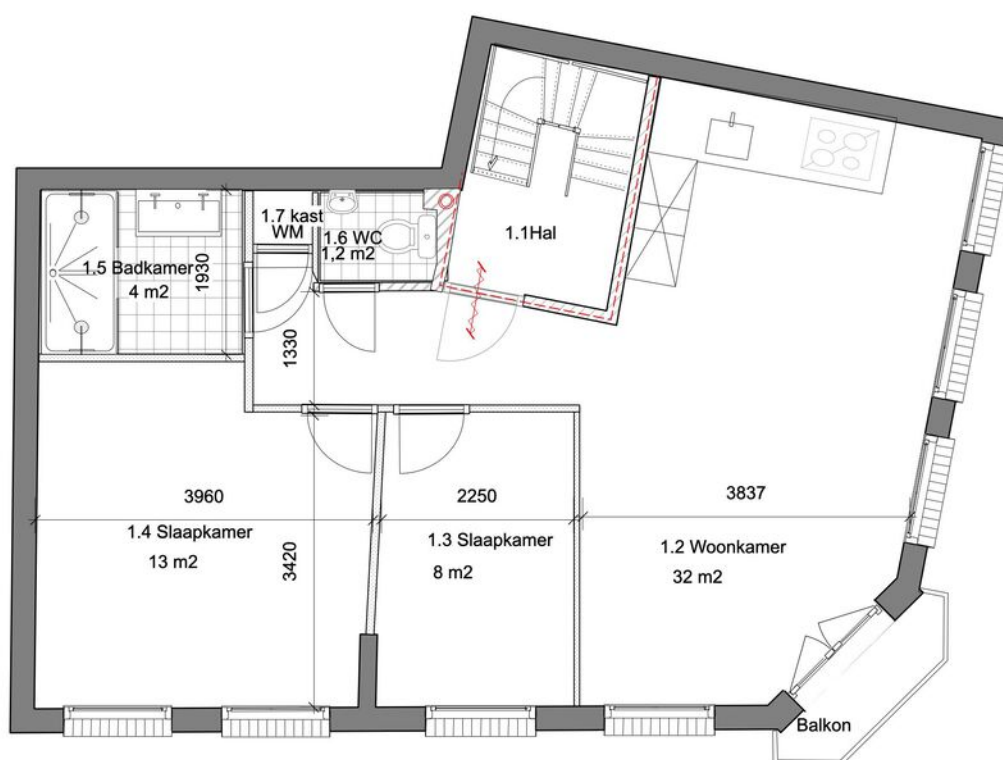 1.7 kast
WM
1.6 WC
1,2 m2
1.1Hal
1.5 Badkamer
4 m2
1930
1330
3960
2250
3837
1.4 Slaapkamer
13 m2
3420
1.3 Slaapkamer
8 m2
1.2 Woonkamer
32 m2
Balkon